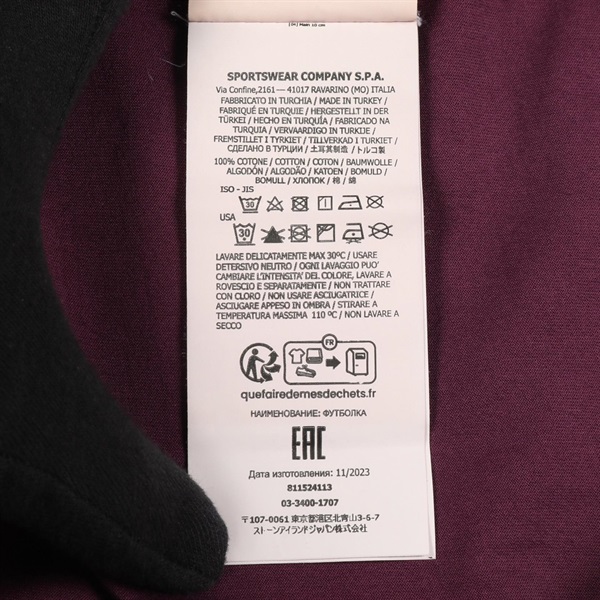 SPORTSWEAR COMPANY S.P.A.
Via Confine,2161— 41017 RAVARINO (MO) ITALIA
FABBRICATO IN TURCHIA / MADE IN TURKEY /
FABRIQUÉ EN TURQUIE / HERGESTELLT IN DER
TÜRKEI / HECHO EN TURQUÍA / FABRICADO NA
TURQUIA / VERVAARDIGD IN TURKIJE /
FREMSTILLET I TYRKIET / TILLVERKAD I TURKIET /
СДЕЛАНО В ТУРЦИИ / 土耳其制造 / トルコ製
100% COTONE / COTTON / COTON / BAUMWOLLE /
ALGODÓN / ALGODÃO / KATOEN / BOMULD /
BOMULL / ХЛОПОК / 棉 / 綿
ISO - JIS
30
USA
30
LAVARE DELICATAMENTE MAX 30ºC / USARE
DETERSIVO NEUTRO / OGNI LAVAGGIO PUO'
CAMBIARE L'INTENSITA' DEL COLORE, LAVARE A
ROVESCIO E SEPARATAMENTE / NON TRATTARE
CON CLORO / NON USARE ASCIUGATRICE /
ASCIUGARE APPESO IN OMBRA / STIRARE A
TEMPERATURA MASSIMA 110 ºC / NON LAVARE A
SECCO
FR
quefairedemesdechets.fr
НАИМЕНОВАНИЕ: ФУТБОЛКА
EAC
Дата изготовления: 11/2023
811524113
03-3400-1707
〒107-0061 東京都港区北青山3-6-7
ストーンアイランドジャパン株式会社